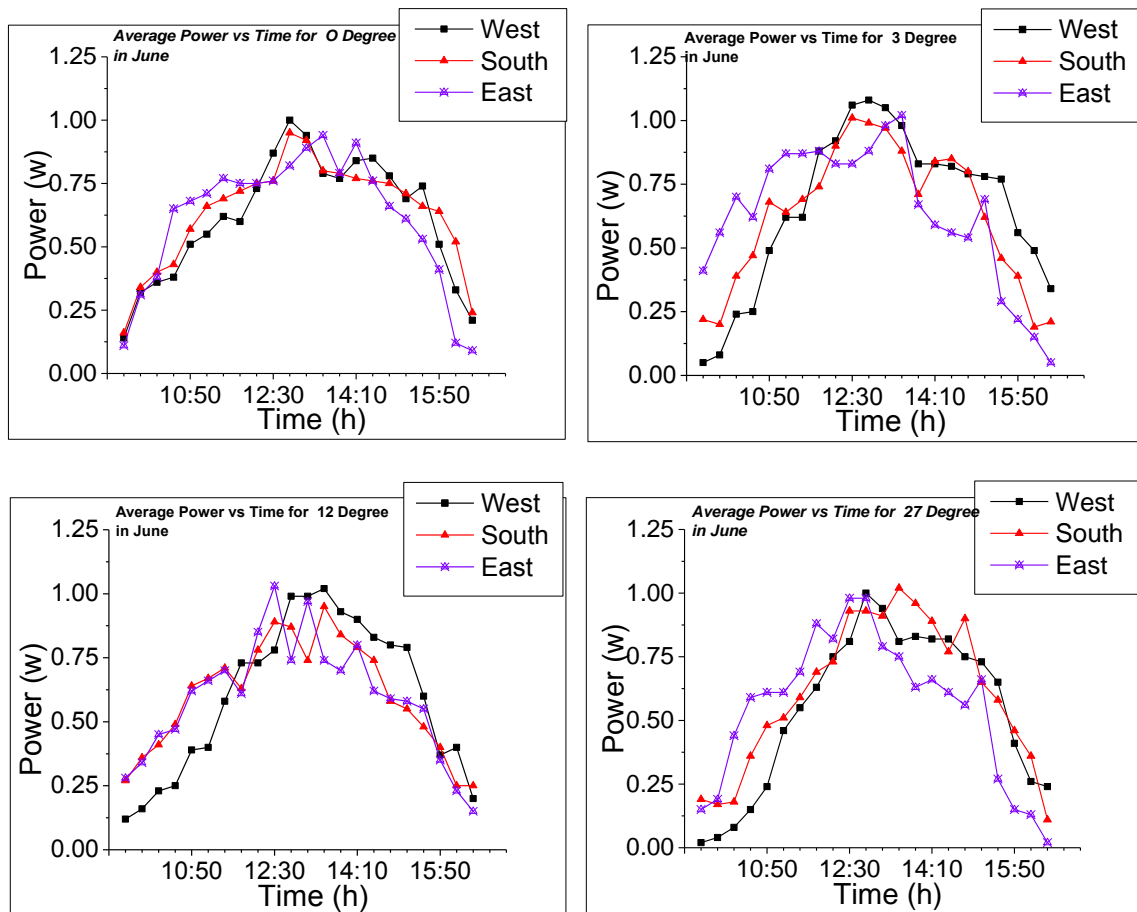 Average Power vs Time for O Degree
in June
West
South
East
1.25
1.00
0.75
0.50
0.25
0.00
Power (w)
10:50 12:30 14:10 15:50
Time (h)
Average Power vs Time for 3 Degree
in June
West
South
East
1.25
1.00
0.75
0.50
0.25
0.00
Power (w)
10:50 12:30 14:10 15:50
Time (h)
Average Power vs Time for 12 Degree
in June
West
South
East
1.25
1.00
0.75
0.50
0.25
0.00
Power (w)
10:50 12:30 14:10 15:50
Time (h)
Average Power vs Time for 27 Degree
in June
West
South
East
1.25
1.00
0.75
0.50
0.25
0.00
Power (w)
10:50 12:30 14:10 15:50
Time (h)